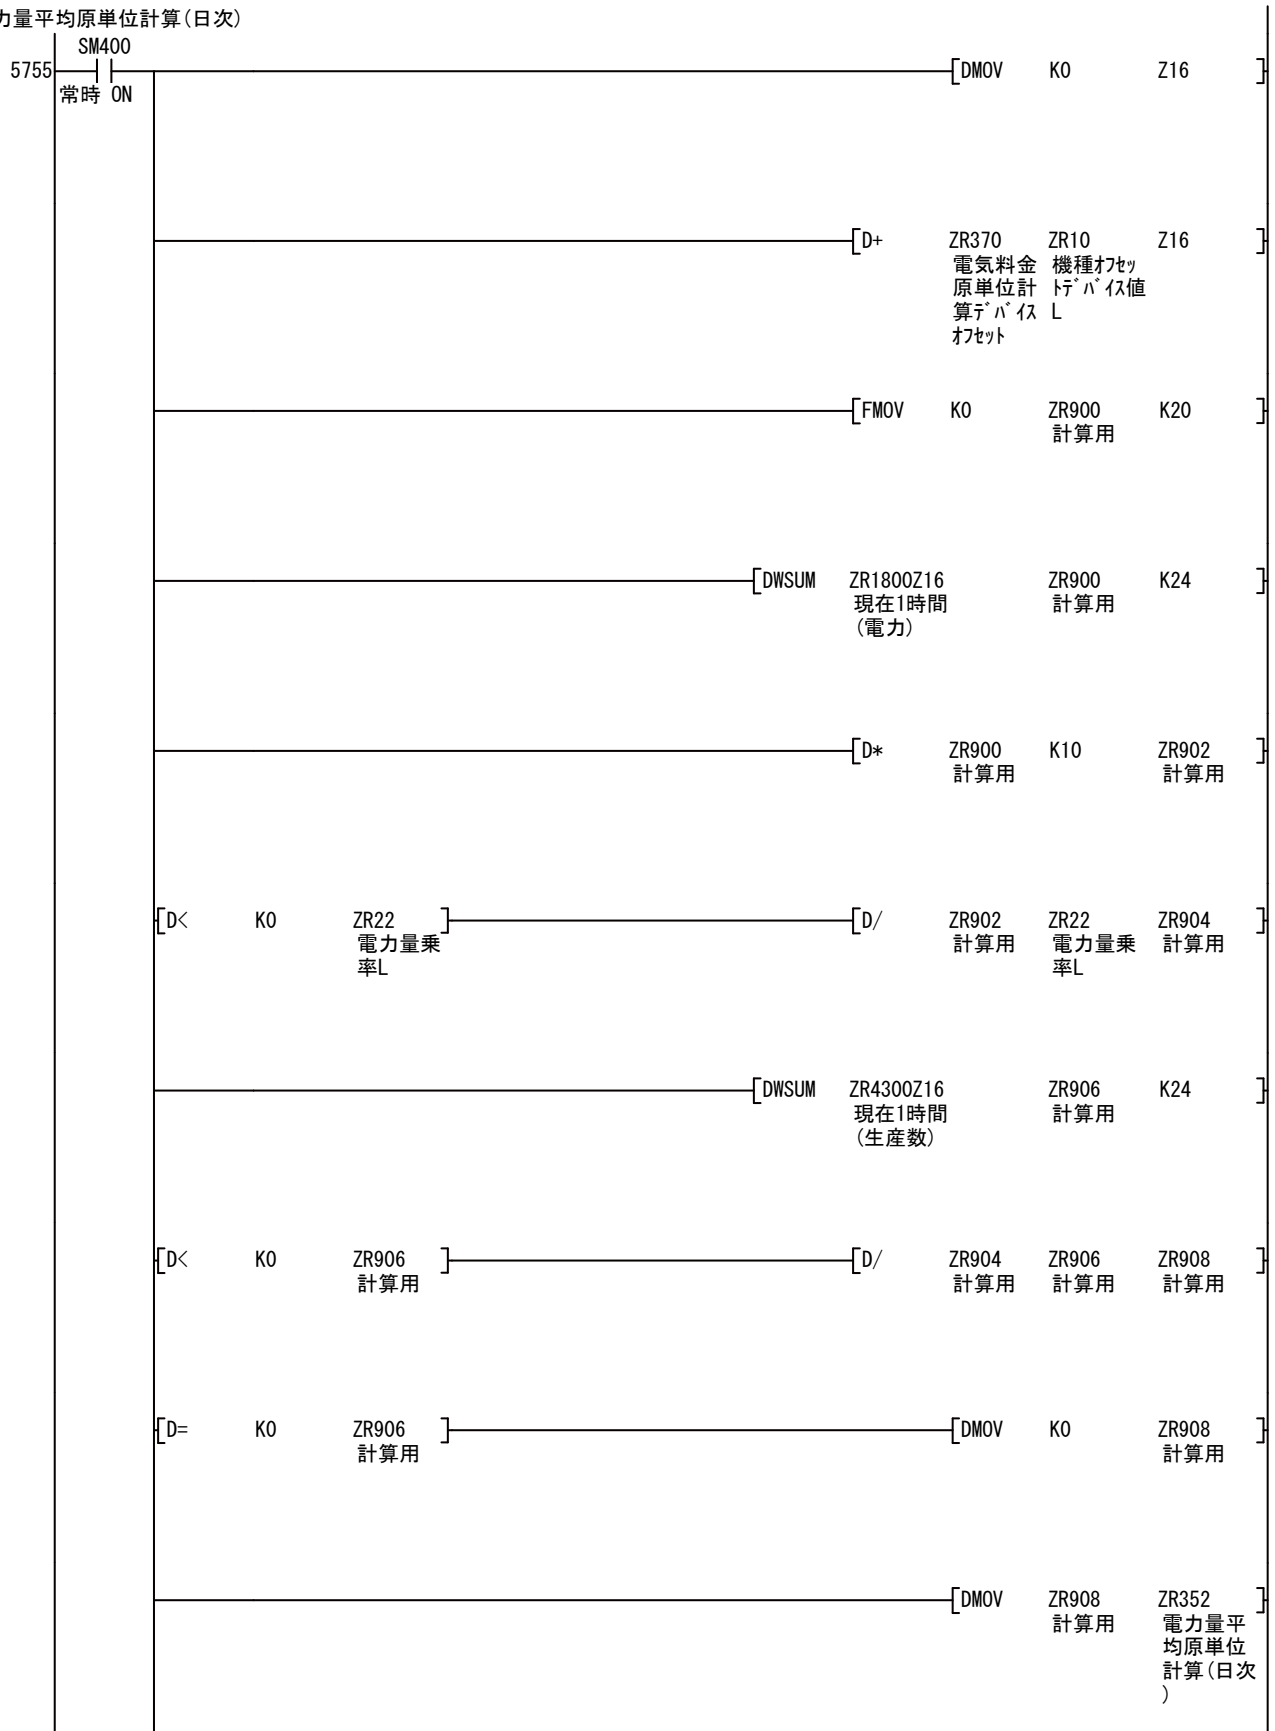 力量平均原単位計算(日次)
SM400
5755
常時 ON
[DMOV K0 Z16 ]
[D+ ZR370 ZR10 Z16 ]
電気料金 機種ｵﾌｾｯ
原単位計 ﾄﾃﾞﾊﾞｲｽ値
算ﾃﾞﾊﾞｲｽ L
ｵﾌｾｯﾄ
[FMOV K0 ZR900 K20 ]
計算用
[DWSUM ZR1800Z16 ZR900 K24 ]
現在1時間 計算用
(電力)
[D* ZR900 K10 ZR902 ]
計算用 計算用
[D< K0 ZR22 ] [D/ ZR902 ZR22 ZR904 ]
電力量乗 計算用 電力量乗 計算用
率L 率L
[DWSUM ZR4300Z16 ZR906 K24 ]
現在1時間 計算用
(生産数)
[D< K0 ZR906 ] [D/ ZR904 ZR906 ZR908 ]
計算用 計算用 計算用 計算用
[D= K0 ZR906 ] [DMOV K0 ZR908 ]
計算用 計算用
[DMOV ZR908 ZR352 ]
計算用 電力量平
均原単位
計算(日次
)